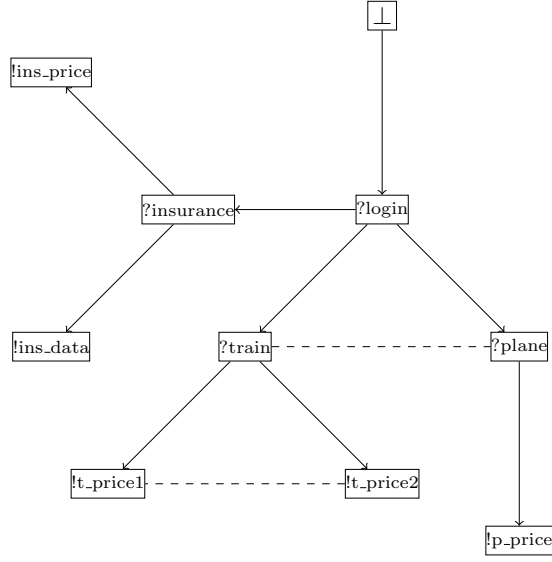 ⊥
!ins_price
?insurance
?login
!ins_data
?train
?plane
!t_price1
!t_price2
!p_price